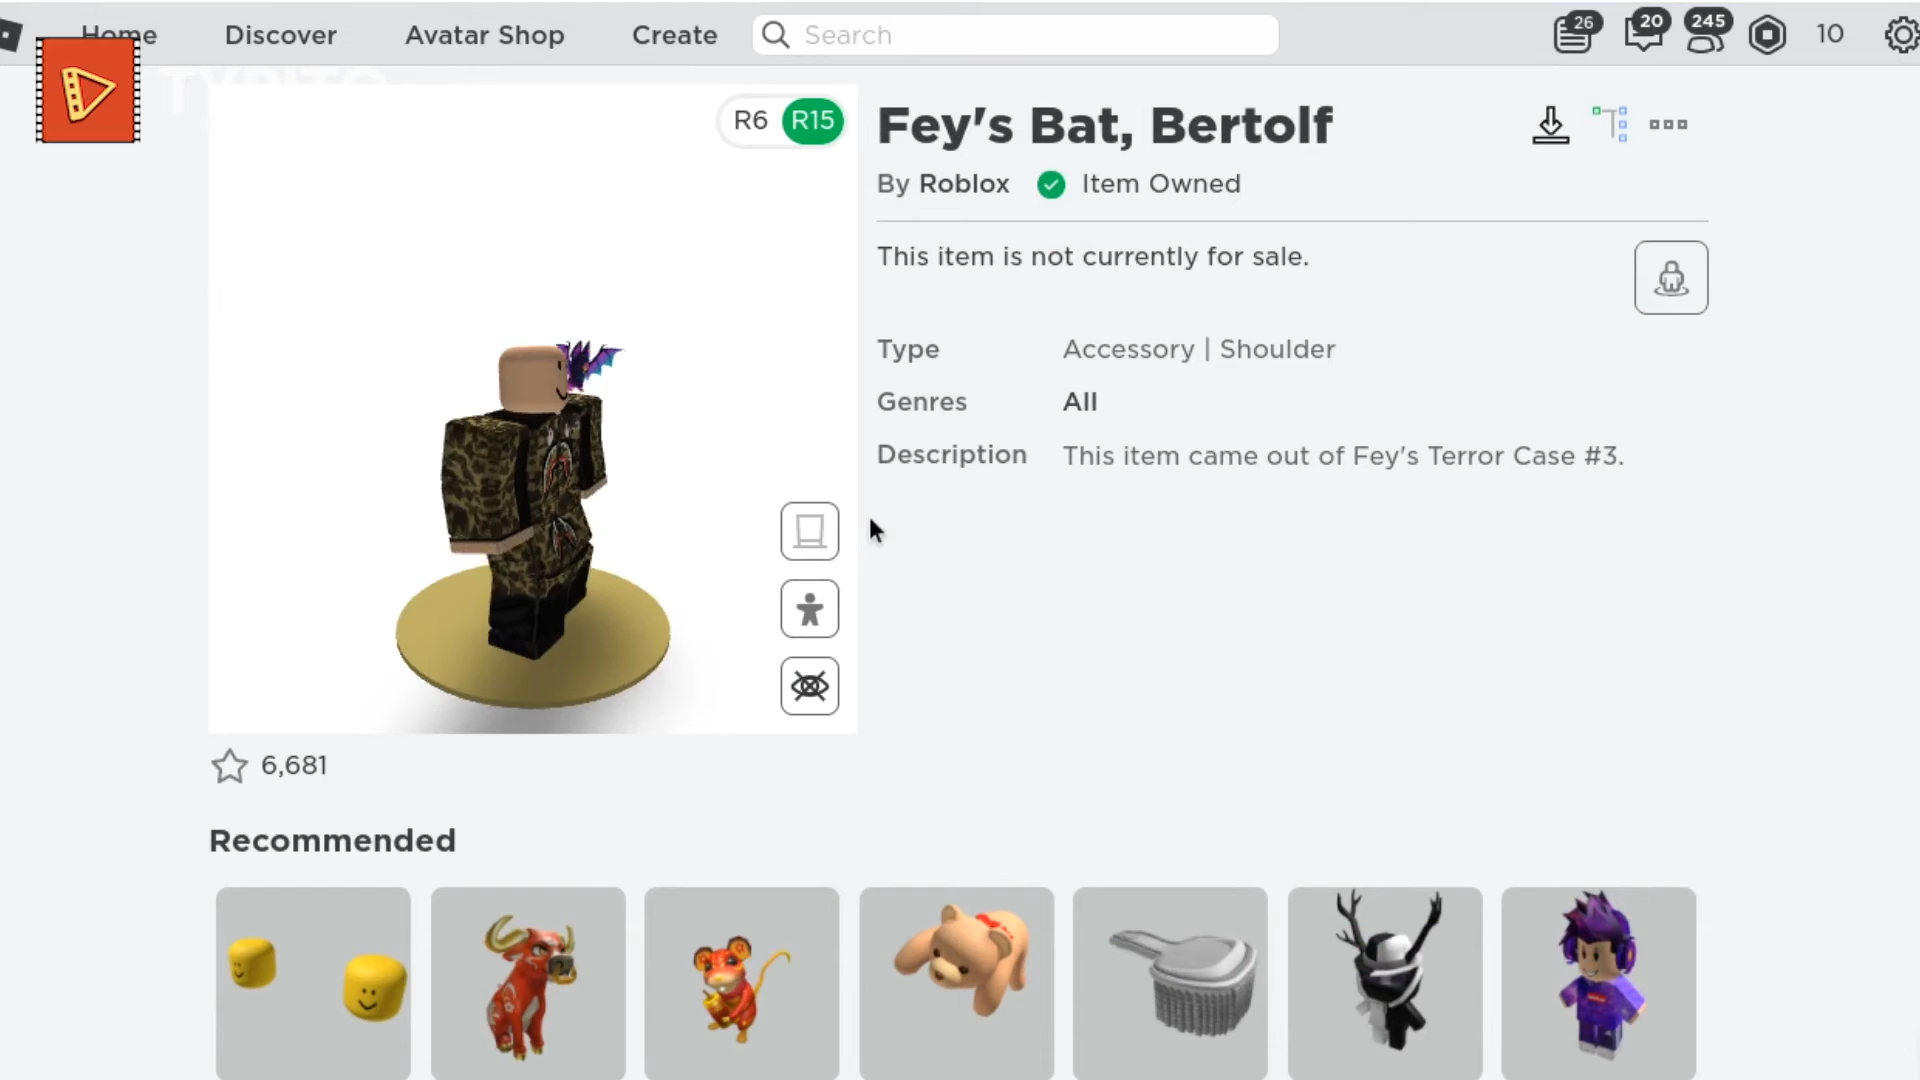 Home Discover Avatar Shop Create Search 26 20 245 10
TYPITO
R6 R15
Fey's Bat, Bertolf
By Roblox Item Owned
This item is not currently for sale.
Type Accessory | Shoulder
Genres All
Description This item came out of Fey's Terror Case #3.
6,681
Recommended